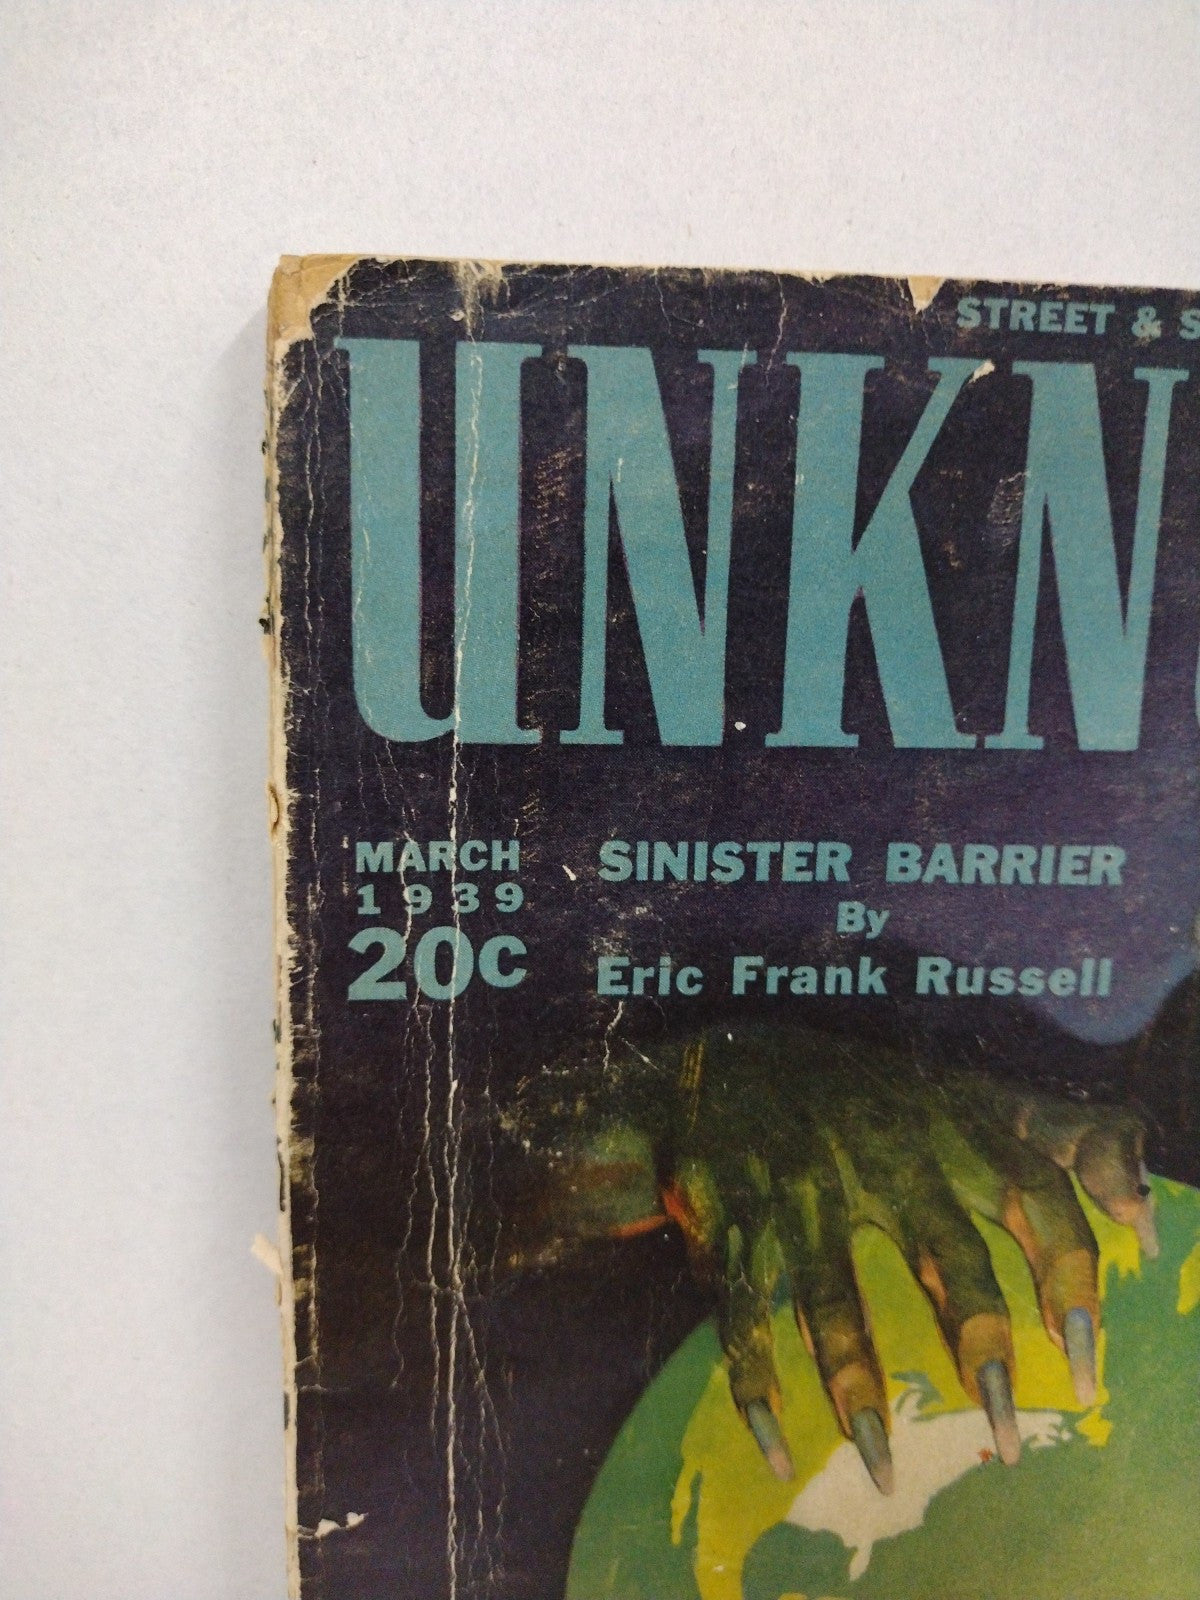 STREET & S
UNKN
MARCH
1939
20C
SINISTER BARRIER
By
Eric Frank Russell